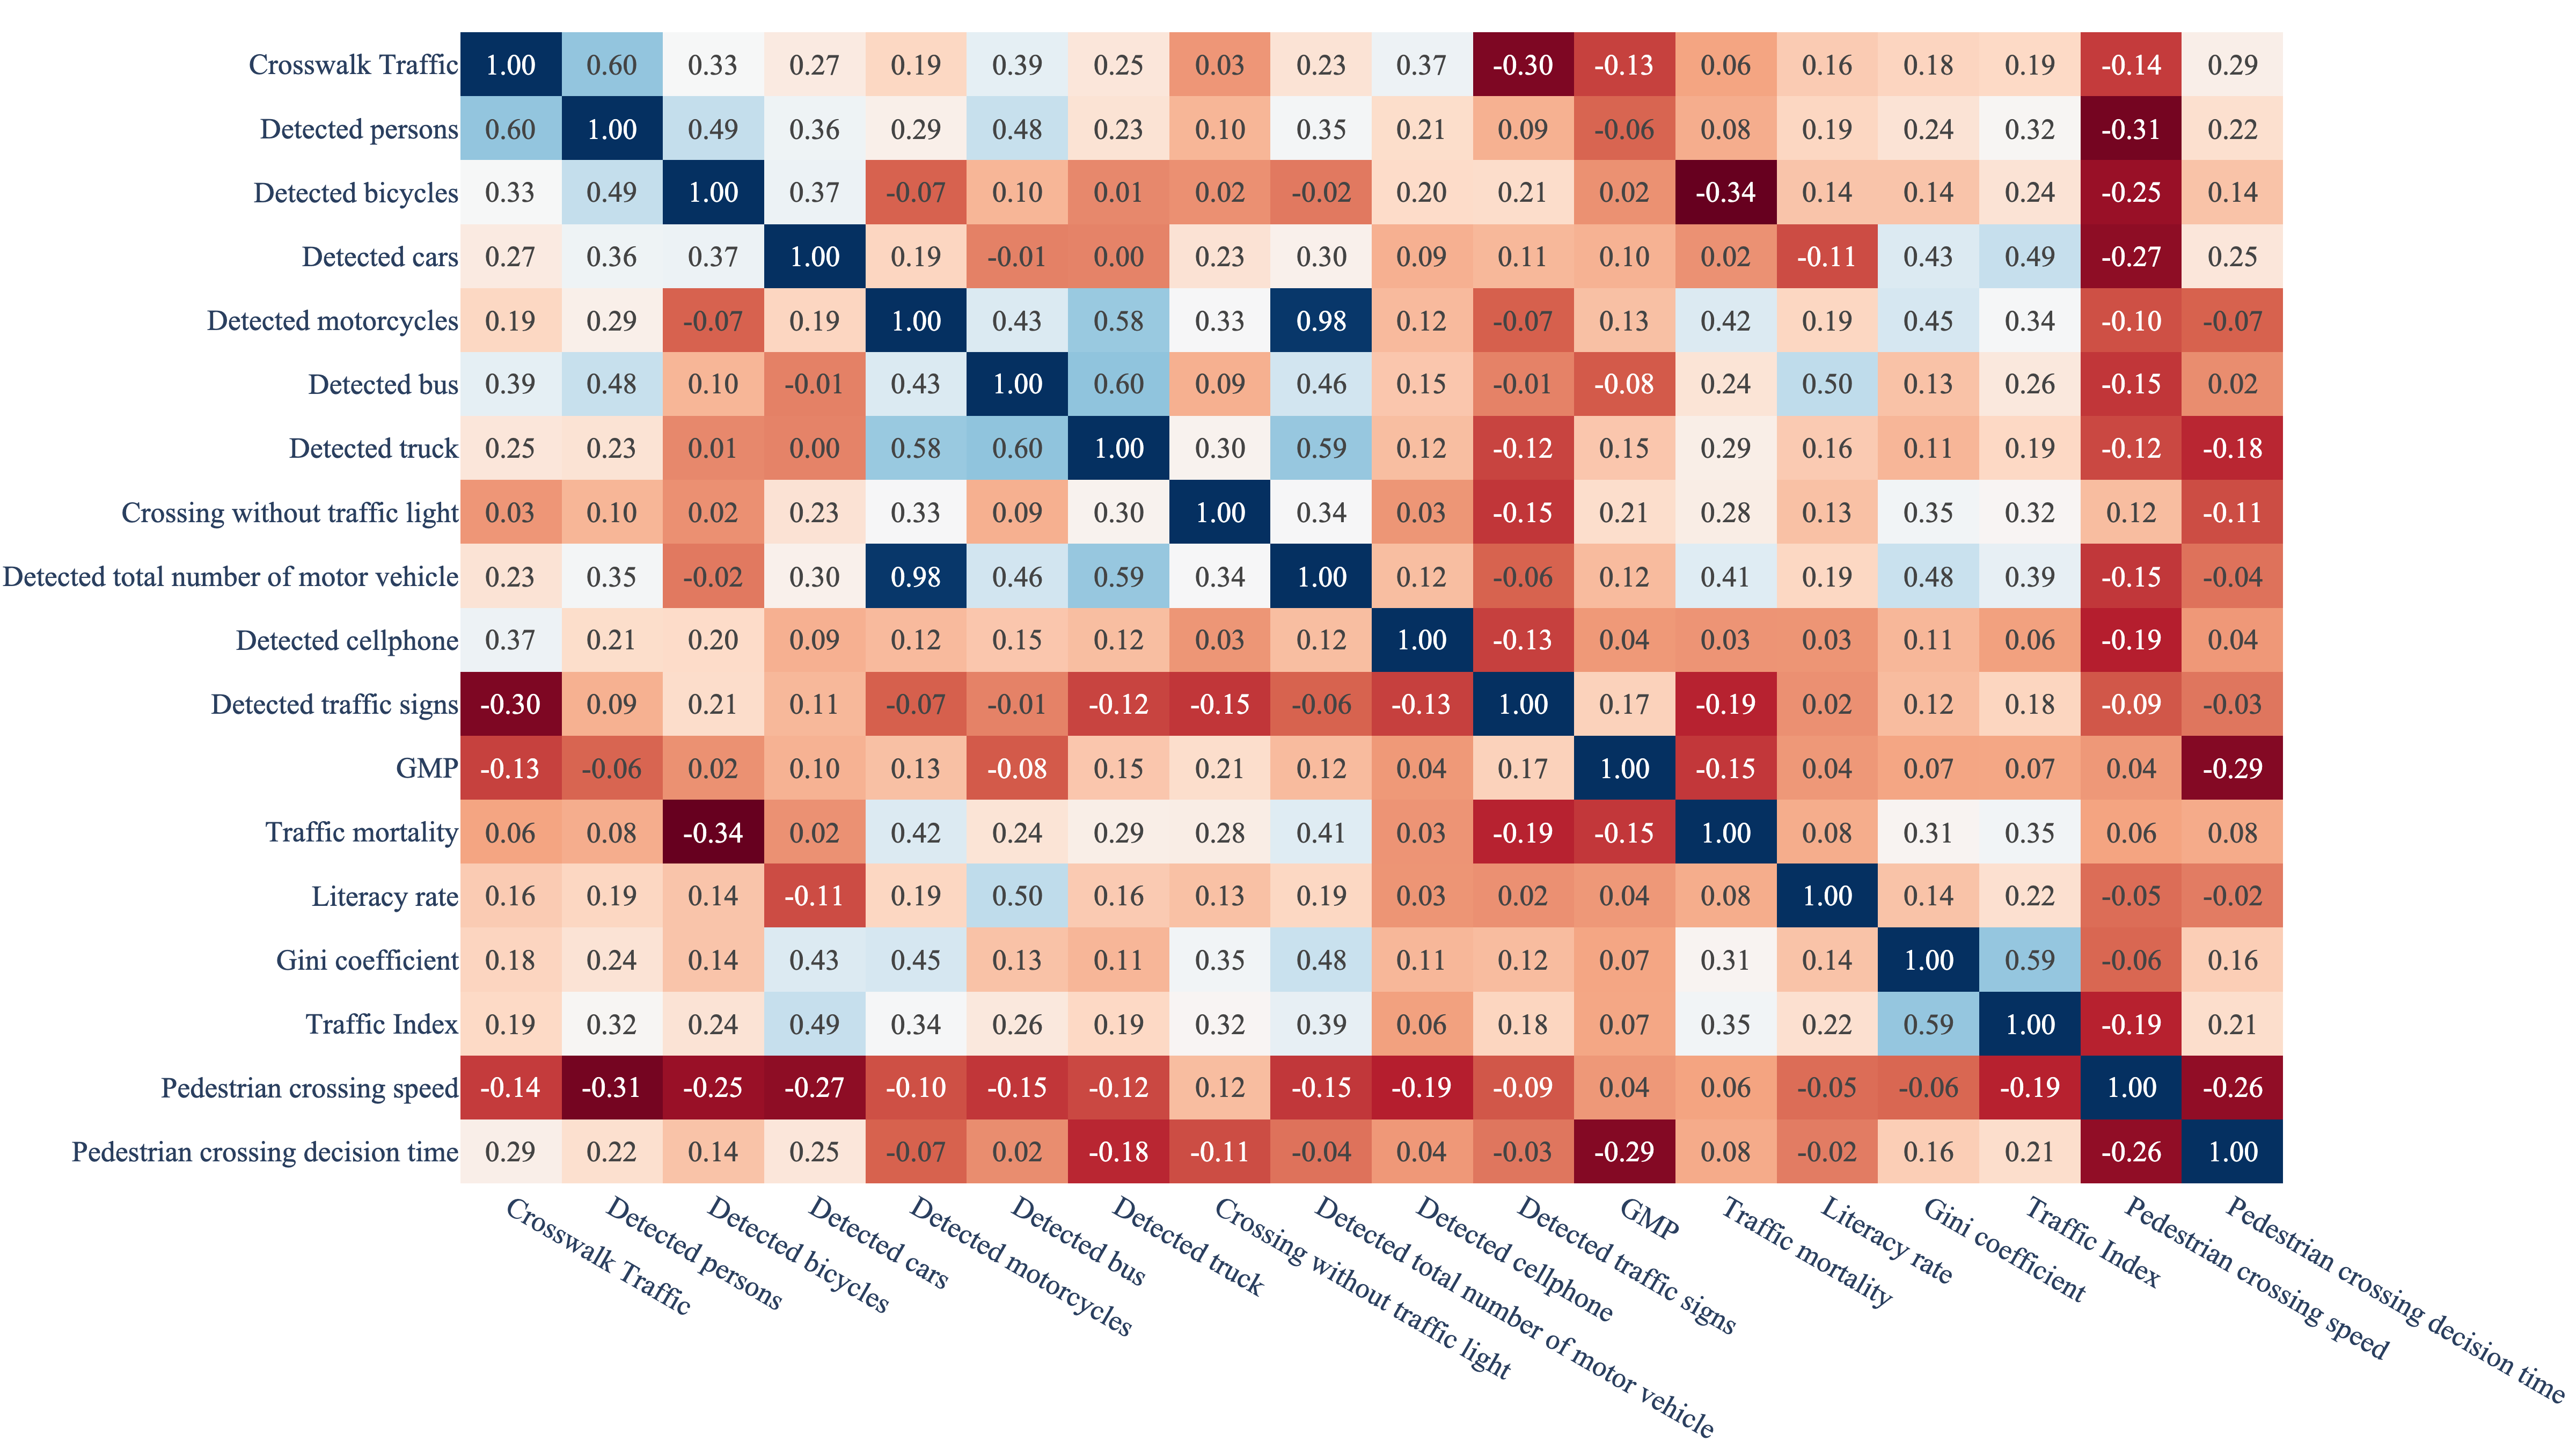 Crosswalk Traffic 1.00 0.60 0.33 0.27 0.19 0.39 0.25 0.03 0.23 0.37 -0.30 -0.13 0.06 0.16 0.18 0.19 -0.14 0.29
Detected persons 0.60 1.00 0.49 0.36 0.29 0.48 0.23 0.10 0.35 0.21 0.09 -0.06 0.08 0.19 0.24 0.32 -0.31 0.22
Detected bicycles 0.33 0.49 1.00 0.37 -0.07 0.10 0.01 0.02 -0.02 0.20 0.21 0.02 -0.34 0.14 0.14 0.24 -0.25 0.14
Detected cars 0.27 0.36 0.37 1.00 0.19 -0.01 0.00 0.23 0.30 0.09 0.11 0.10 0.02 -0.11 0.43 0.49 -0.27 0.25
Detected motorcycles 0.19 0.29 -0.07 0.19 1.00 0.43 0.58 0.33 0.98 0.12 -0.07 0.13 0.42 0.19 0.45 0.34 -0.10 -0.07
Detected bus 0.39 0.48 0.10 -0.01 0.43 1.00 0.60 0.09 0.46 0.15 -0.01 -0.08 0.24 0.50 0.13 0.26 -0.15 0.02
Detected truck 0.25 0.23 0.01 0.00 0.58 0.60 1.00 0.30 0.59 0.12 -0.12 0.15 0.29 0.16 0.11 0.19 -0.12 -0.18
Crossing without traffic light 0.03 0.10 0.02 0.23 0.33 0.09 0.30 1.00 0.34 0.03 -0.15 0.21 0.28 0.13 0.35 0.32 0.12 -0.11
Detected total number of motor vehicle 0.23 0.35 -0.02 0.30 0.98 0.46 0.59 0.34 1.00 0.12 -0.06 0.12 0.41 0.19 0.48 0.39 -0.15 -0.04
Detected cellphone 0.37 0.21 0.20 0.09 0.12 0.15 0.12 0.03 0.12 1.00 -0.13 0.04 0.03 0.03 0.11 0.06 -0.19 0.04
Detected traffic signs -0.30 0.09 0.21 0.11 -0.07 -0.01 -0.12 -0.15 -0.06 -0.13 1.00 0.17 -0.19 0.02 0.12 0.18 -0.09 -0.03
GMP -0.13 -0.06 0.02 0.10 0.13 -0.08 0.15 0.21 0.12 0.04 0.17 1.00 -0.15 0.04 0.07 0.07 0.04 -0.29
Traffic mortality 0.06 0.08 -0.34 0.02 0.42 0.24 0.29 0.28 0.41 0.03 -0.19 -0.15 1.00 0.08 0.31 0.35 0.06 0.08
Literacy rate 0.16 0.19 0.14 -0.11 0.19 0.50 0.16 0.13 0.19 0.03 0.02 0.04 0.08 1.00 0.14 0.22 -0.05 -0.02
Gini coefficient 0.18 0.24 0.14 0.43 0.45 0.13 0.11 0.35 0.48 0.11 0.12 0.07 0.31 0.14 1.00 0.59 -0.06 0.16
Traffic Index 0.19 0.32 0.24 0.49 0.34 0.26 0.19 0.32 0.39 0.06 0.18 0.07 0.35 0.22 0.59 1.00 -0.19 0.21
Pedestrian crossing speed -0.14 -0.31 -0.25 -0.27 -0.10 -0.15 -0.12 0.12 -0.15 -0.19 -0.09 0.04 0.06 -0.05 -0.06 -0.19 1.00 -0.26
Pedestrian crossing decision time 0.29 0.22 0.14 0.25 -0.07 0.02 -0.18 -0.11 -0.04 0.04 -0.03 -0.29 0.08 -0.02 0.16 0.21 -0.26 1.00
Crosswalk Traffic
Detected persons
Detected bicycles
Detected cars
Detected motorcycles
Detected bus
Detected truck
Crossing without traffic light
Detected total number of motor vehicle
Detected cellphone
Detected traffic signs
GMP
Traffic mortality
Literacy rate
Gini coefficient
Traffic Index
Pedestrian crossing speed
Pedestrian crossing decision time